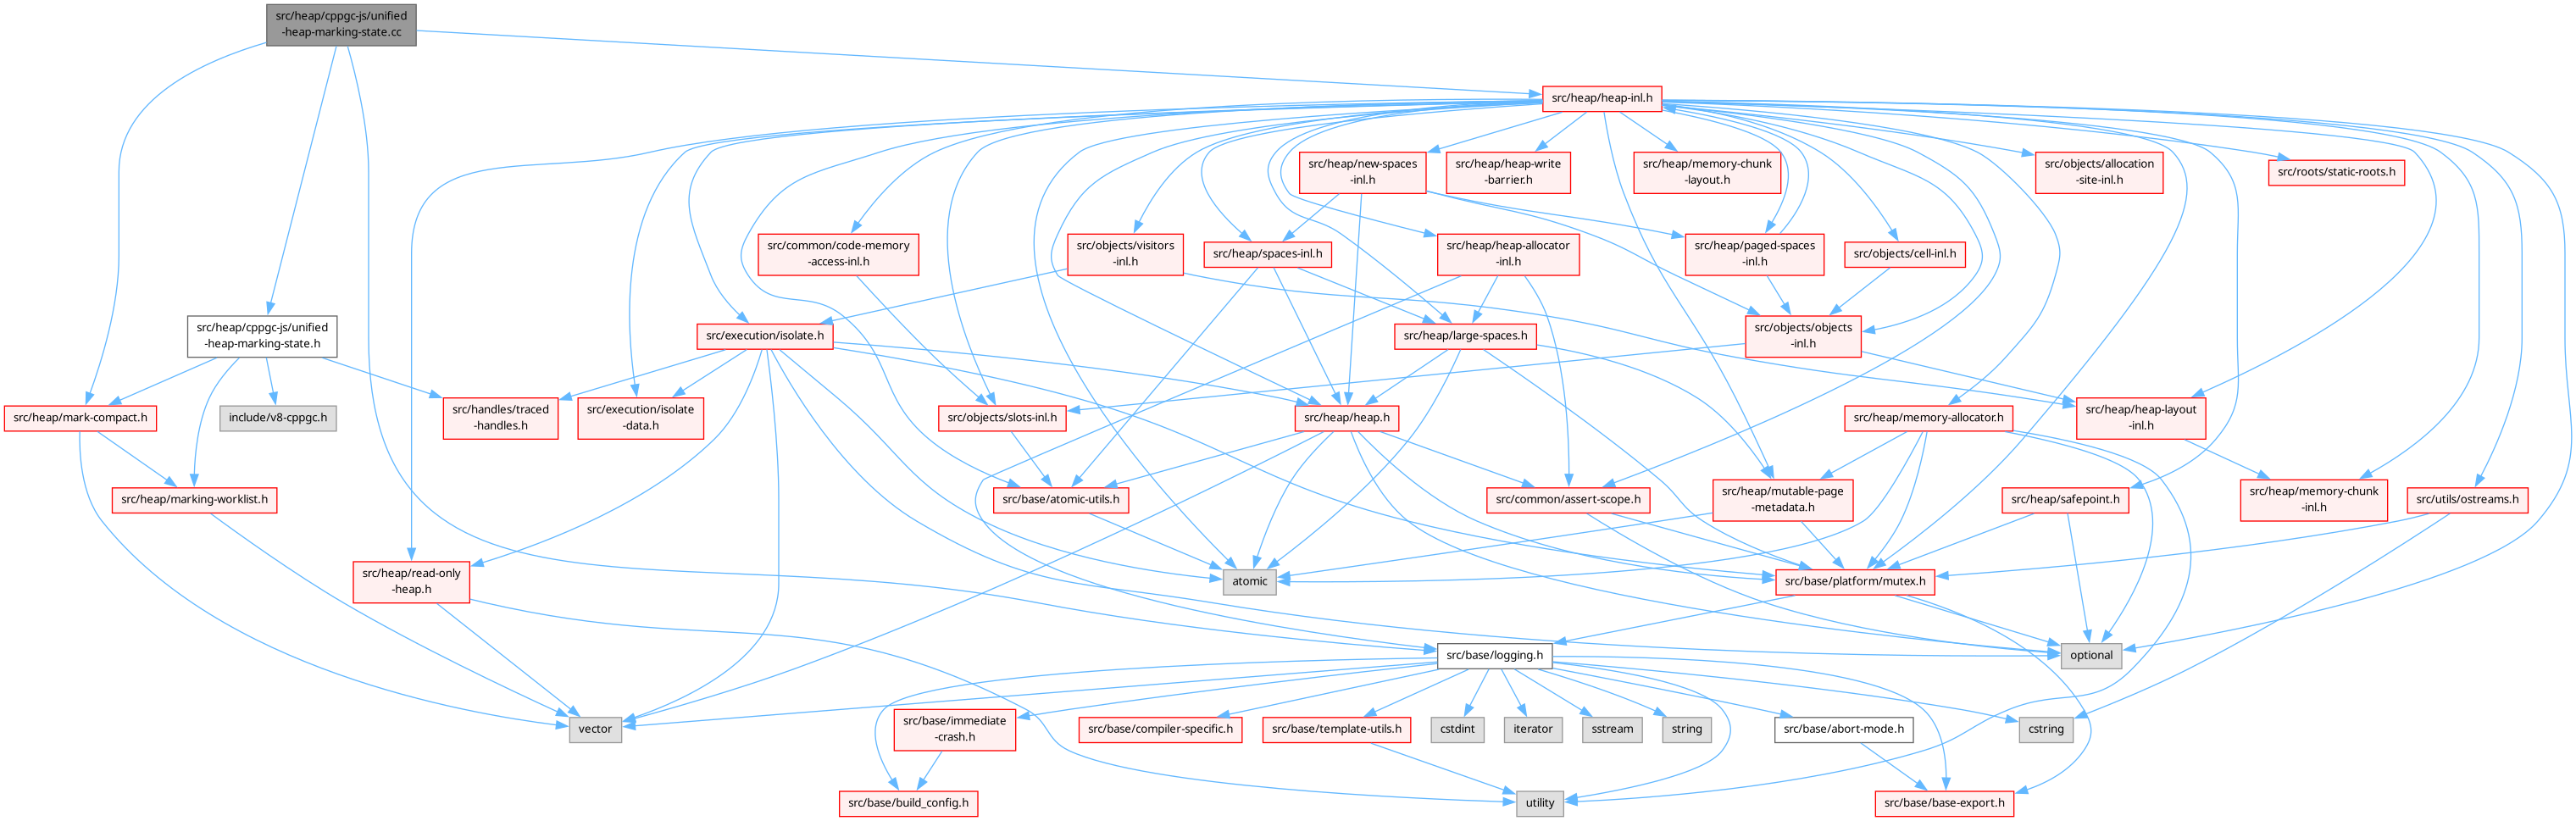 src/heap/cppgc-js/unified
-heap-marking-state.cc
src/heap/heap-inl.h
src/heap/new-spaces
-inl.h
src/heap/heap-write
-barrier.h
src/heap/memory-chunk
-layout.h
src/objects/allocation
-site-inl.h
src/roots/static-roots.h
src/common/code-memory
-access-inl.h
src/objects/visitors
-inl.h
src/heap/spaces-inl.h
src/heap/heap-allocator
-inl.h
src/heap/paged-spaces
-inl.h
src/objects/cell-inl.h
src/heap/cppgc-js/unified
-heap-marking-state.h
src/execution/isolate.h
src/heap/large-spaces.h
src/objects/objects
-inl.h
src/heap/mark-compact.h
include/v8-cppgc.h
src/handles/traced
-handles.h
src/execution/isolate
-data.h
src/objects/slots-inl.h
src/heap/heap.h
src/heap/memory-allocator.h
src/heap/heap-layout
-inl.h
src/heap/marking-worklist.h
src/base/atomic-utils.h
src/common/assert-scope.h
src/heap/mutable-page
-metadata.h
src/heap/safepoint.h
src/heap/memory-chunk
-inl.h
src/utils/ostreams.h
src/heap/read-only
-heap.h
atomic
src/base/platform/mutex.h
src/base/logging.h
optional
vector
src/base/immediate
-crash.h
src/base/compiler-specific.h
src/base/template-utils.h
cstdint
iterator
sstream
string
src/base/abort-mode.h
cstring
src/base/build_config.h
utility
src/base/base-export.h